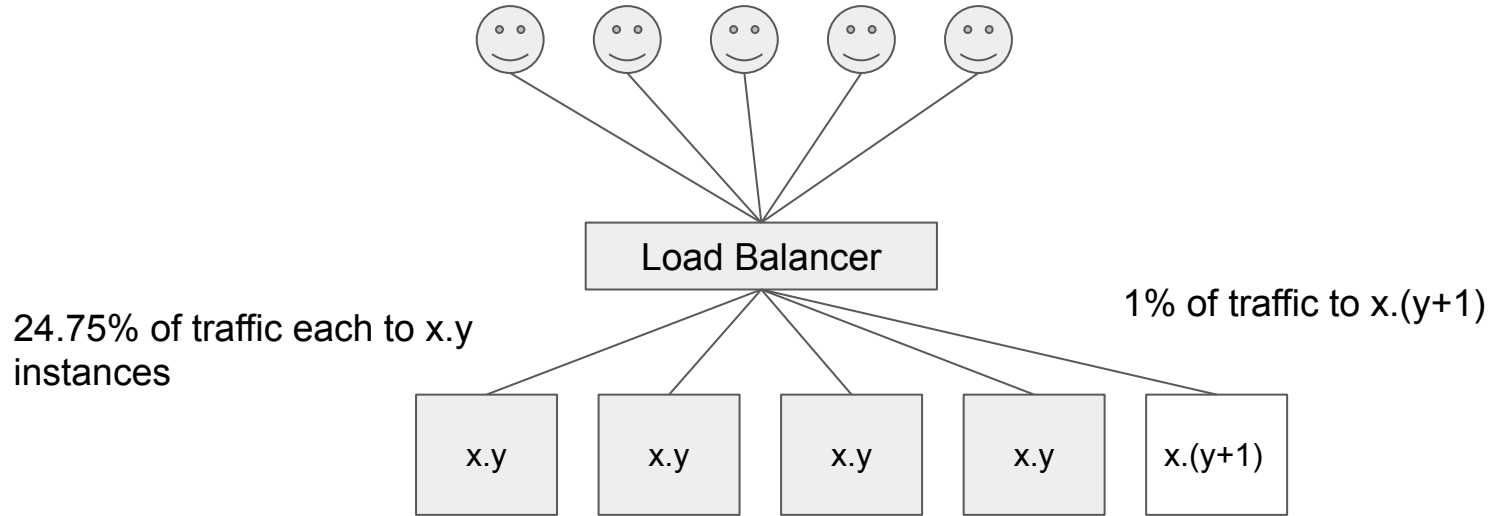 Load Balancer
24.75% of traffic each to x.y
instances
1% of traffic to x.(y+1)
x.y
x.y
x.y
x.y
x.(y+1)